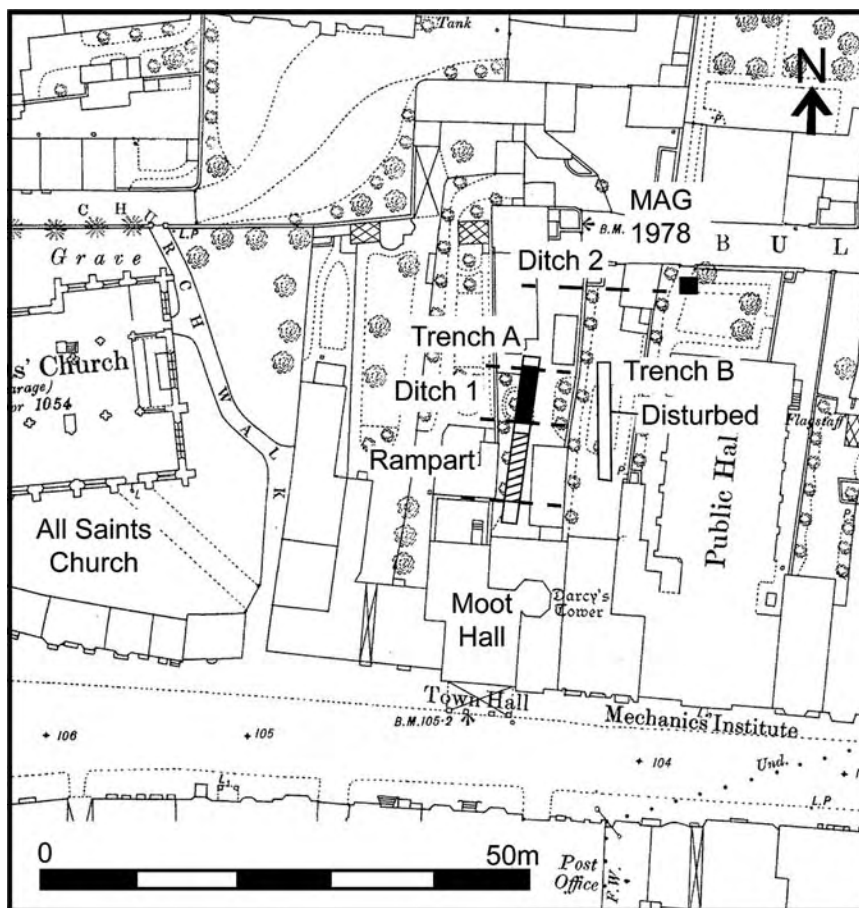 Tank
N
C H U R C H W A L K
L.P
Grave
MAG
1978
B.M.
B U L
P.
Ditch 2
Trench A
s' Church
arage)
or 1054
Ditch 1
Trench B
Disturbed
Flagstaff
Rampart
P.
P.
Public Hal
L
All Saints
Church
Moot
Hall
Darcy's
Tower
Town Hall
B.M.105·2
Mechanics Institute
106
105
104
Und.
L.P
0
50m
Post
Office
F.W.